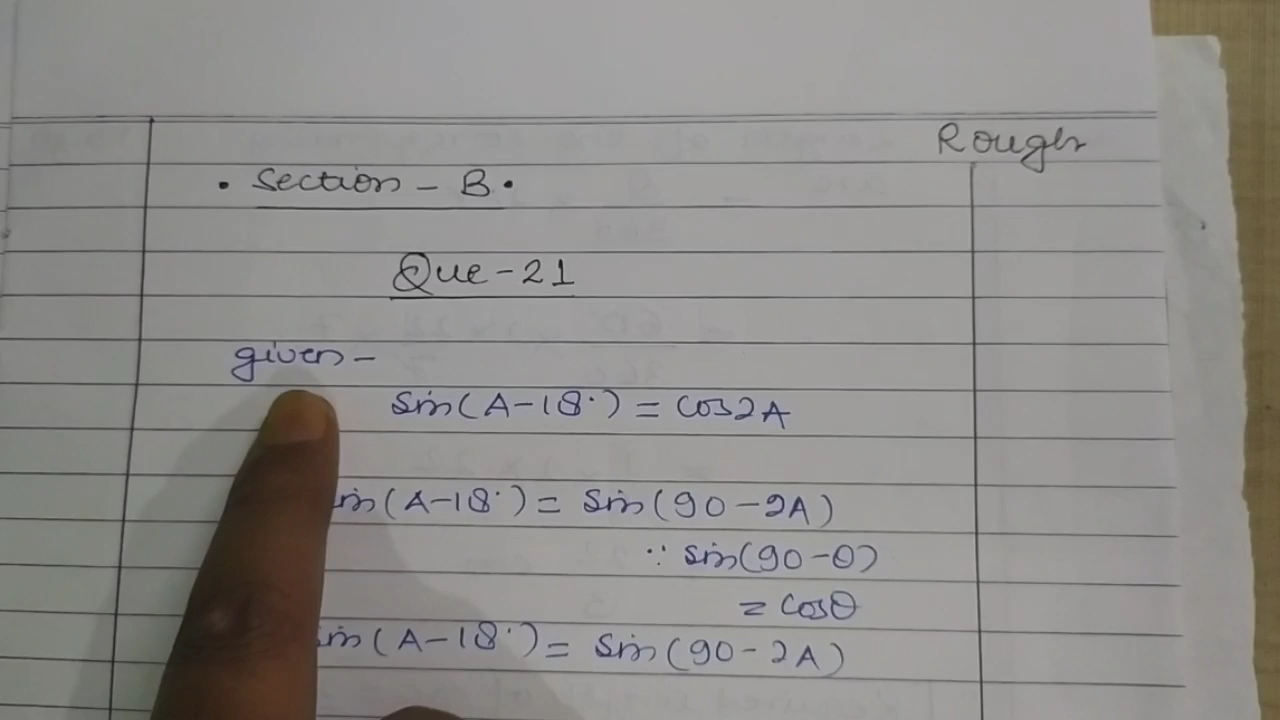 Rough
• Section - B •
Que-21
given-
sin(A-18°) = cos2A
sin(A-18°) = sin(90-2A)
∵ sin(90-θ)
= cosθ
sin(A-18°) = sin(90-2A)